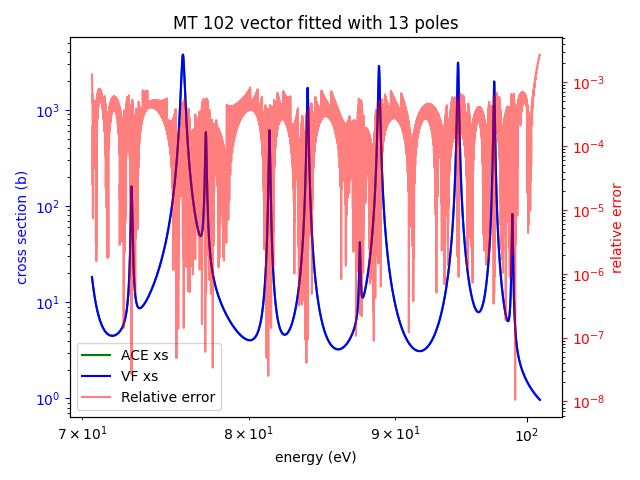 MT 102 vector fitted with 13 poles
10³
10²
10¹
10⁰
cross section (b)
10⁻³
10⁻⁴
10⁻⁵
10⁻⁶
10⁻⁷
10⁻⁸
relative error
ACE xs
VF xs
Relative error
7 × 10¹ 8 × 10¹ 9 × 10¹ 10²
energy (eV)